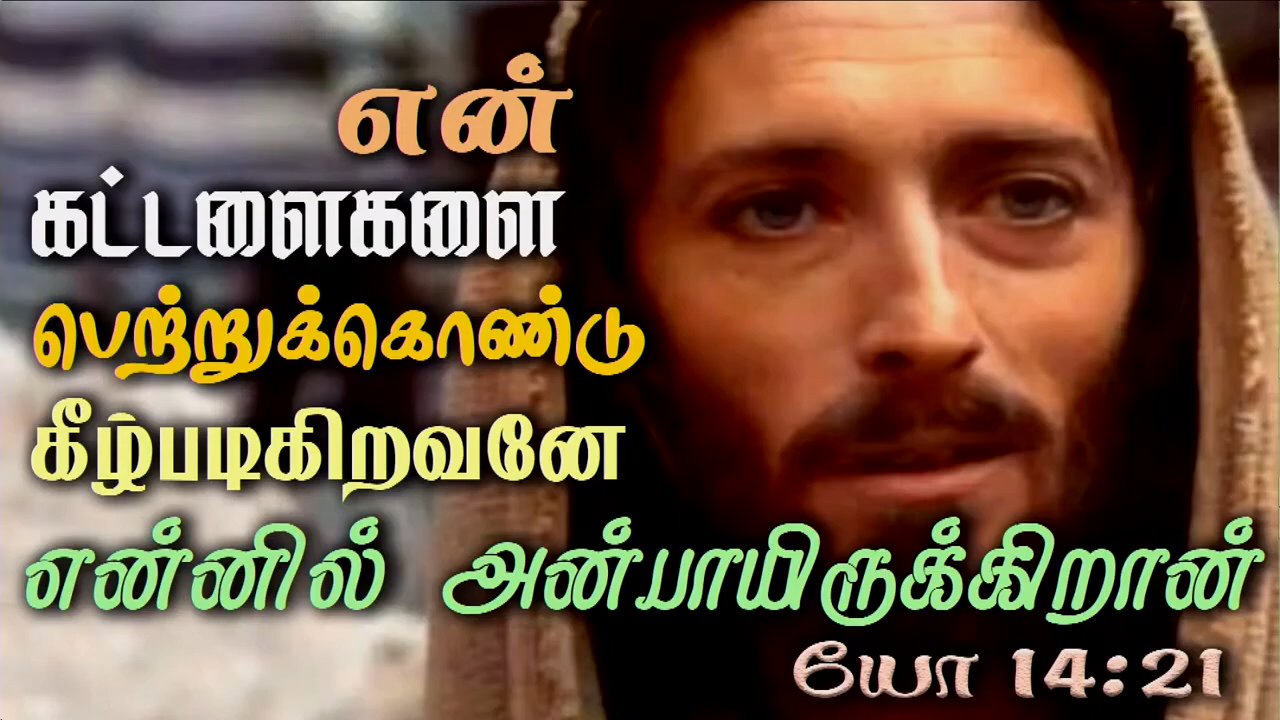 என்
கட்டளைகளை
பெற்றுக்கொண்டு
கீழ்படிகிறவனே
என்னில் அன்பாயிருக்கிறான்
யோ 14:21